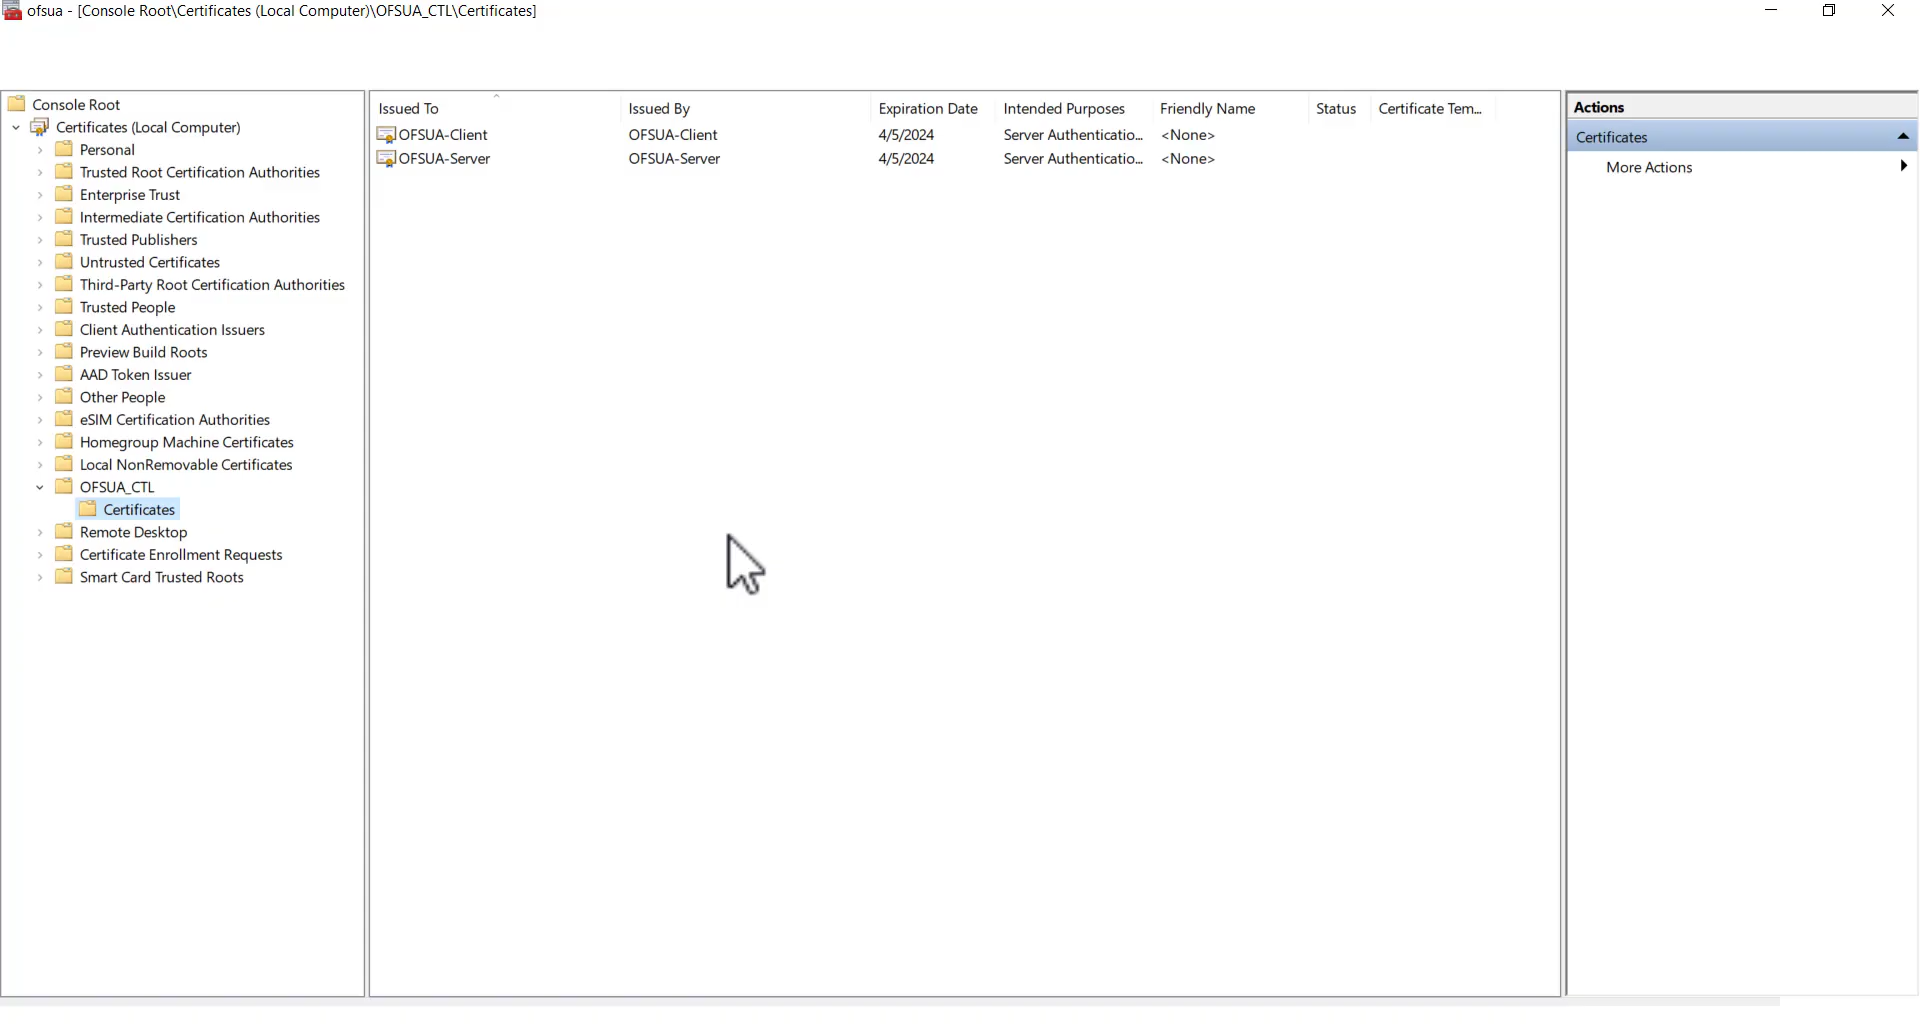 ofsua - [Console Root\Certificates (Local Computer)\OFSUA_CTL\Certificates]
Console Root
Certificates (Local Computer)
Personal
Trusted Root Certification Authorities
Enterprise Trust
Intermediate Certification Authorities
Trusted Publishers
Untrusted Certificates
Third-Party Root Certification Authorities
Trusted People
Client Authentication Issuers
Preview Build Roots
AAD Token Issuer
Other People
eSIM Certification Authorities
Homegroup Machine Certificates
Local NonRemovable Certificates
OFSUA_CTL
Certificates
Remote Desktop
Certificate Enrollment Requests
Smart Card Trusted Roots
Issued To Issued By Expiration Date Intended Purposes Friendly Name Status Certificate Tem...
OFSUA-Client OFSUA-Client 4/5/2024 Server Authenticatio... <None>
OFSUA-Server OFSUA-Server 4/5/2024 Server Authenticatio... <None>
Actions
Certificates
More Actions